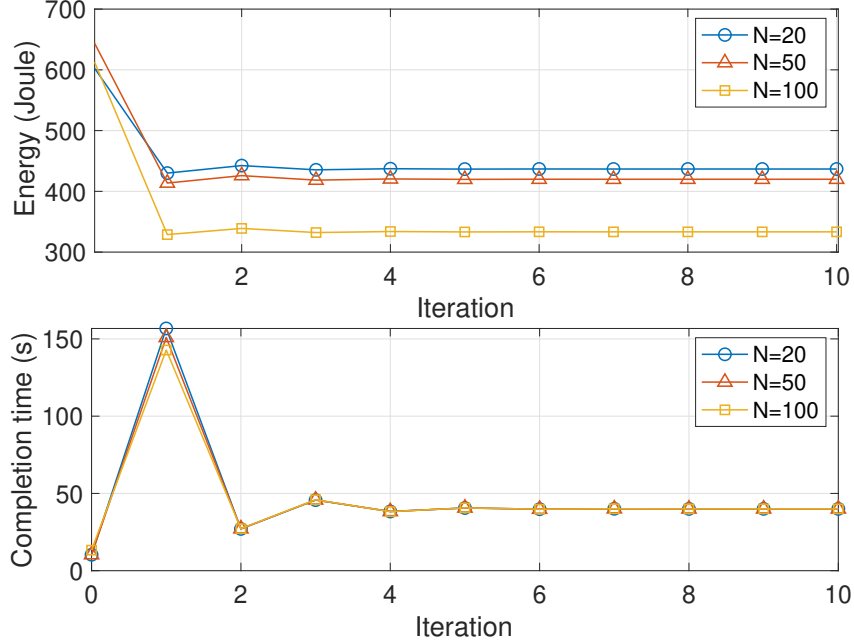 700
600
500
400
300
Energy (Joule)
N=20
N=50
N=100
2
4
6
8
10
Iteration
150
100
50
0
Completion time (s)
N=20
N=50
N=100
0
2
4
6
8
10
Iteration